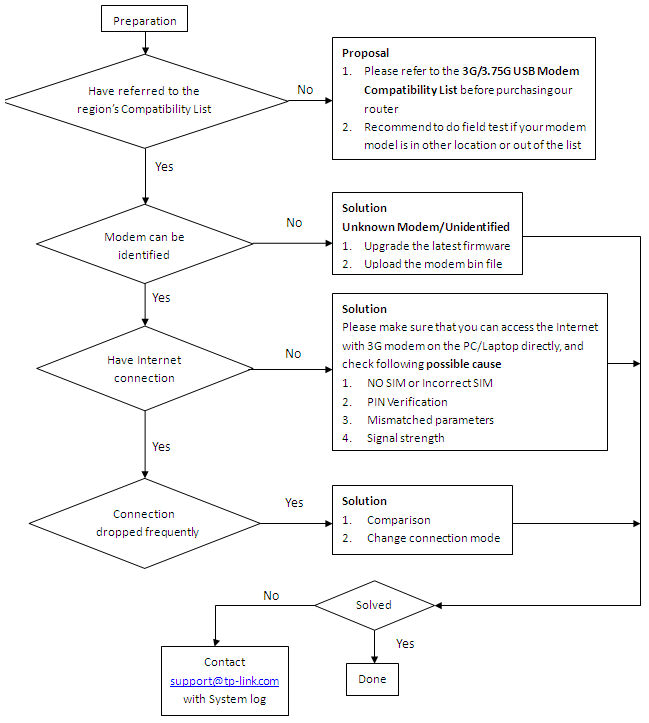 Preparation
Have referred to the
region's Compatibility List
No
Proposal
1. Please refer to the 3G/3.75G USB Modem
Compatibility List before purchasing our
router
2. Recommend to do field test if your modem
model is in other location or out of the list
Yes
Modem can be
identified
No
Solution
Unknown Modem/Unidentified
1. Upgrade the latest firmware
2. Upload the modem bin file
Yes
Have Internet
connection
No
Solution
Please make sure that you can access the Internet
with 3G modem on the PC/Laptop directly, and
check following possible cause
1. NO SIM or Incorrect SIM
2. PIN Verification
3. Mismatched parameters
4. Signal strength
Yes
Connection
dropped frequently
Yes
Solution
1. Comparison
2. Change connection mode
Solved
No
Yes
Contact
support@tp-link.com
with System log
Done